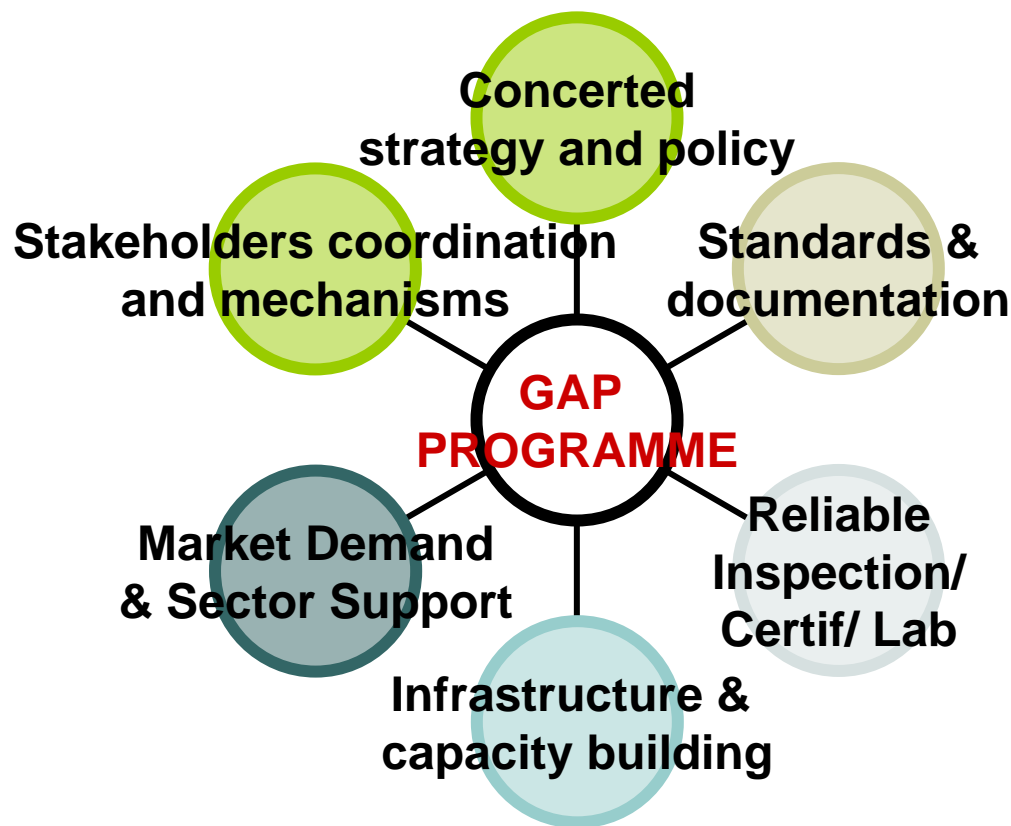 Concerted
strategy and policy
Stakeholders coordination
and mechanisms
Standards &
documentation
GAP
PROGRAMME
Market Demand
& Sector Support
Reliable
Inspection/
Certif/ Lab
Infrastructure &
capacity building